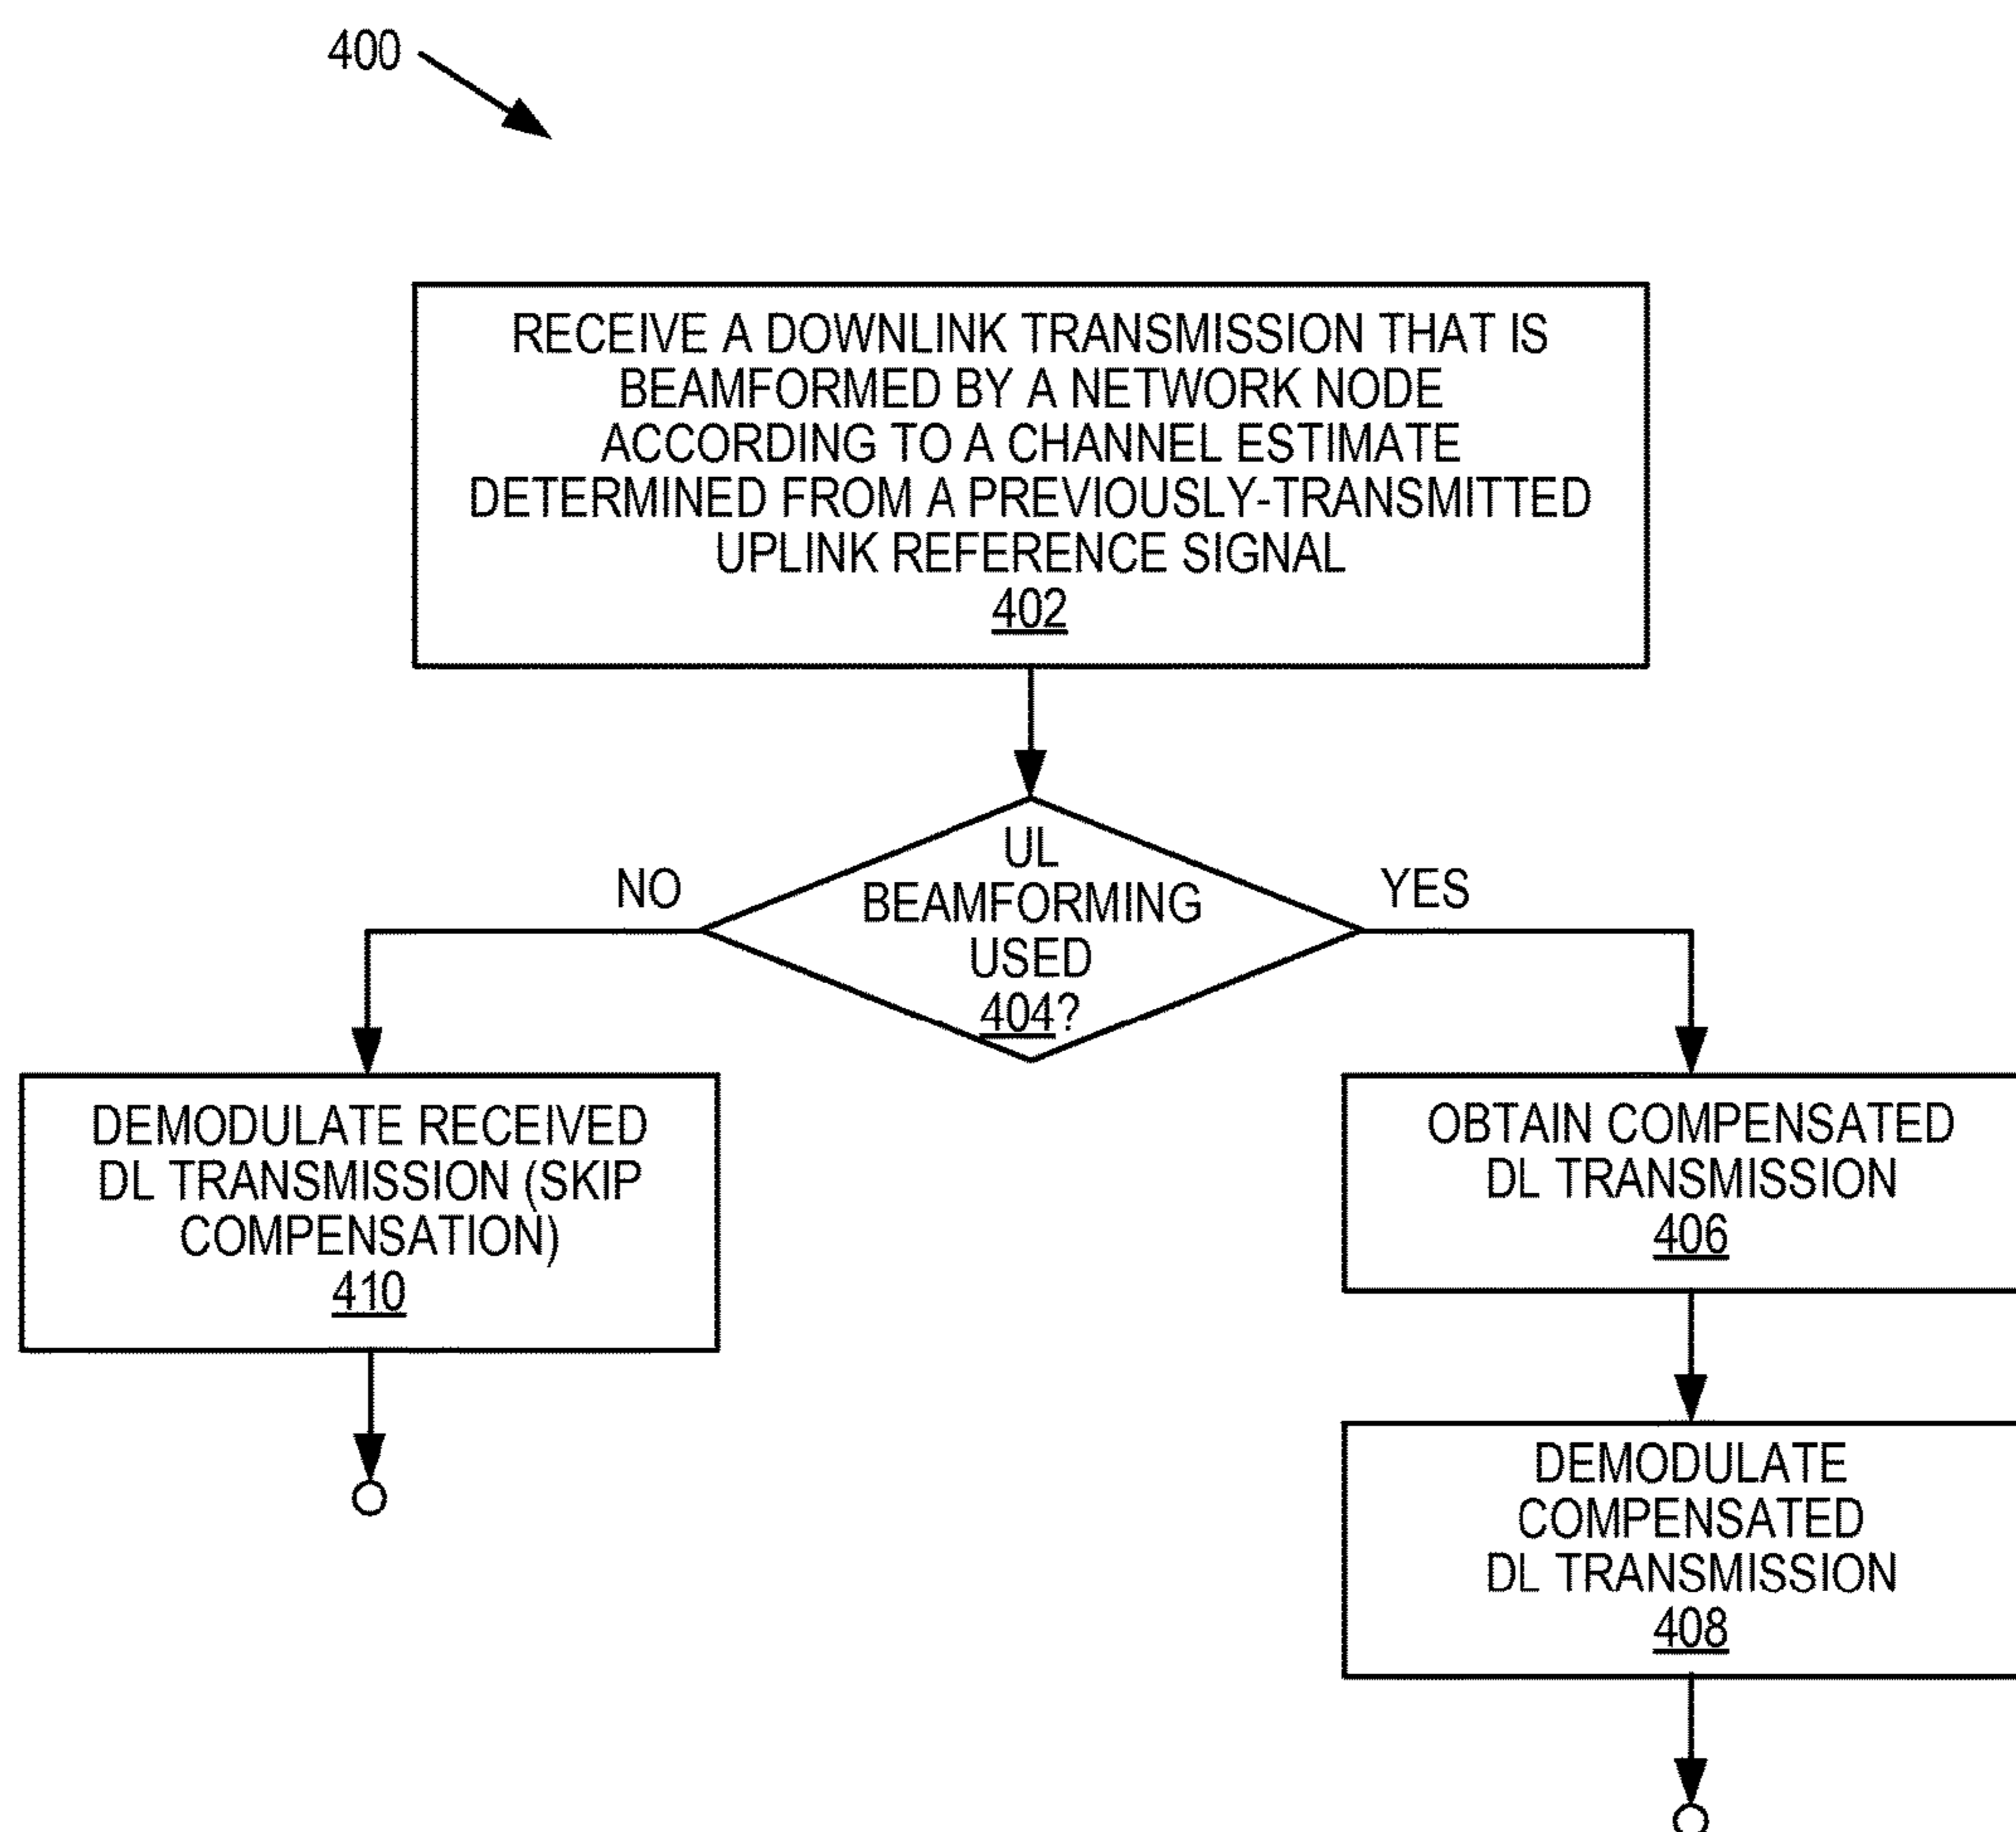 400
RECEIVE A DOWNLINK TRANSMISSION THAT IS
BEAMFORMED BY A NETWORK NODE
ACCORDING TO A CHANNEL ESTIMATE
DETERMINED FROM A PREVIOUSLY-TRANSMITTED
UPLINK REFERENCE SIGNAL
402
UL
BEAMFORMING
USED
404?
NO
YES
DEMODULATE RECEIVED
DL TRANSMISSION (SKIP
COMPENSATION)
410
OBTAIN COMPENSATED
DL TRANSMISSION
406
DEMODULATE
COMPENSATED
DL TRANSMISSION
408